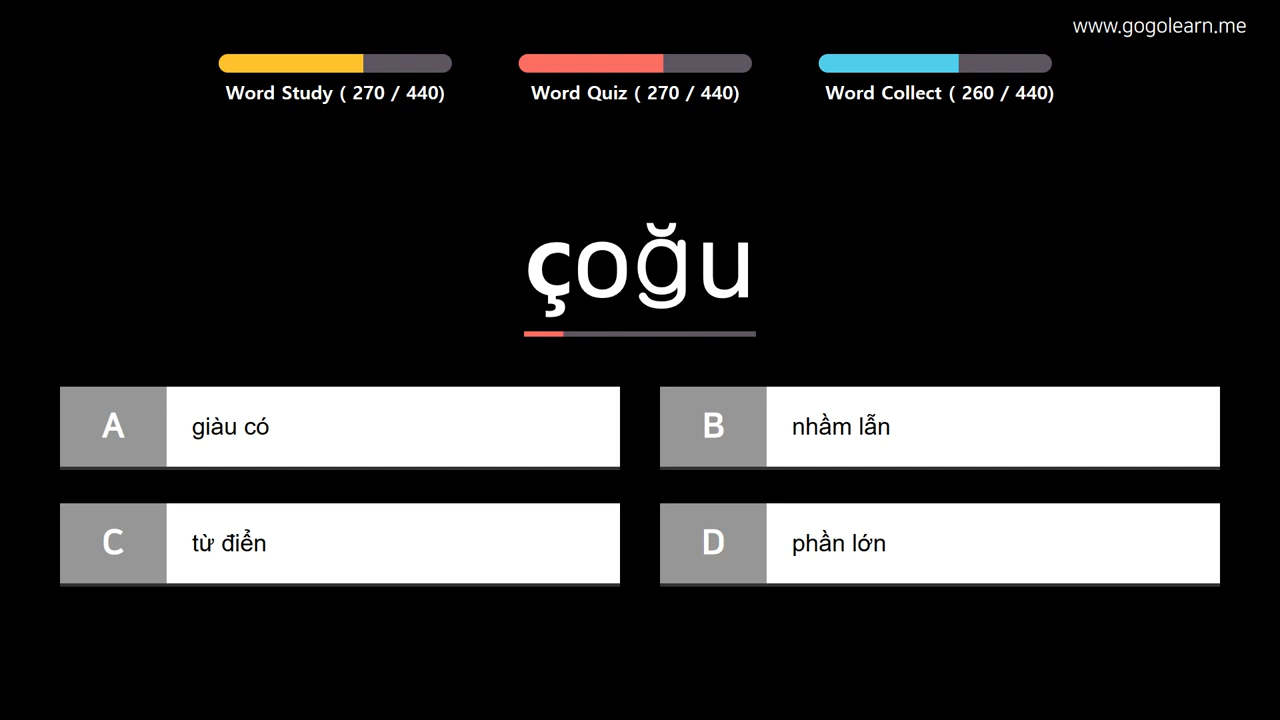 www.gogolearn.me
Word Study ( 270 / 440)
Word Quiz ( 270 / 440)
Word Collect ( 260 / 440)
çoğu
A giàu có
B nhầm lẫn
C từ điển
D phần lớn